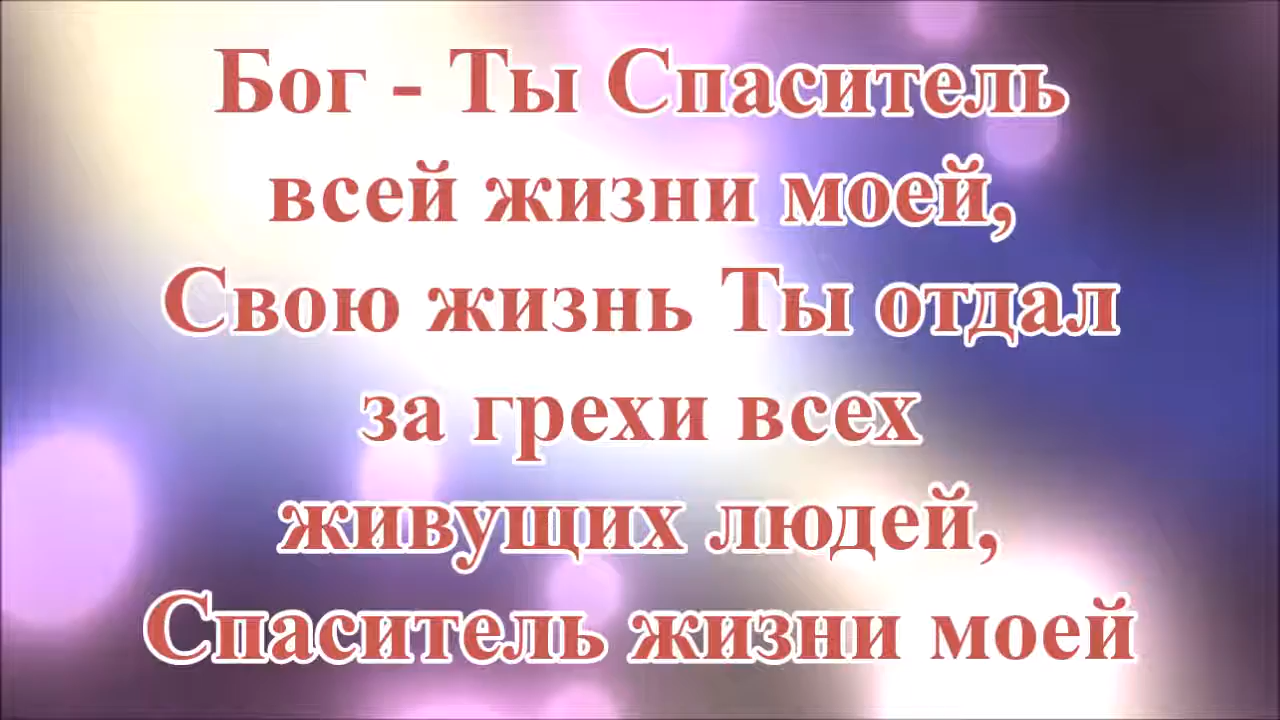 Бог - Ты Спаситель
всей жизни моей,
Свою жизнь Ты отдал
за грехи всех
живущих людей,
Спаситель жизни моей